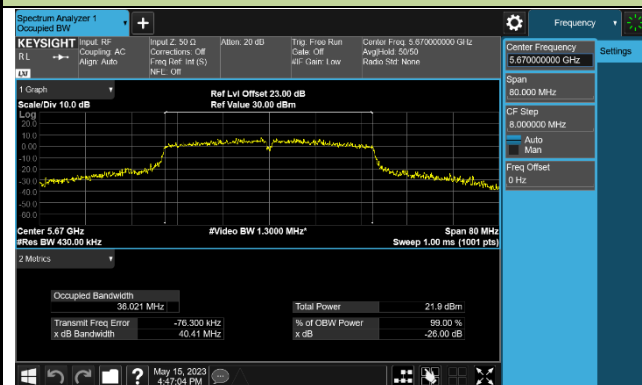 Spectrum Analyzer 1
Occupied BW
Frequency
KEYSIGHT
Input: RF
Input Z: 50 Ω
Atten: 20 dB
Trig: Free Run
Center Freq: 5.670000000 GHz
RL
Coupling: AC
Corrections: Off
Gate: Off
Avg|Hold: 50/50
Align: Auto
Freq Ref: Int (S)
#IF Gain: Low
Radio Std: None
LXI
NFE: Off
Center Frequency
5.670000000 GHz
Settings
Span
80.000 MHz
CF Step
8.000000 MHz
Auto
Man
Freq Offset
0 Hz
1 Graph
Ref Lvl Offset 23.00 dB
Scale/Div 10.0 dB
Ref Value 30.00 dBm
Log
20.0
10.0
0.00
-10.0
-20.0
-30.0
-40.0
-50.0
-60.0
Center 5.67 GHz
#Video BW 1.3000 MHz*
Span 80 MHz
#Res BW 430.00 kHz
Sweep 1.00 ms (1001 pts)
2 Metrics
Occupied Bandwidth
36.021 MHz
Total Power
21.9 dBm
Transmit Freq Error
-76.300 kHz
% of OBW Power
99.00 %
x dB Bandwidth
40.41 MHz
x dB
-26.00 dB
May 15, 2023
4:47:04 PM